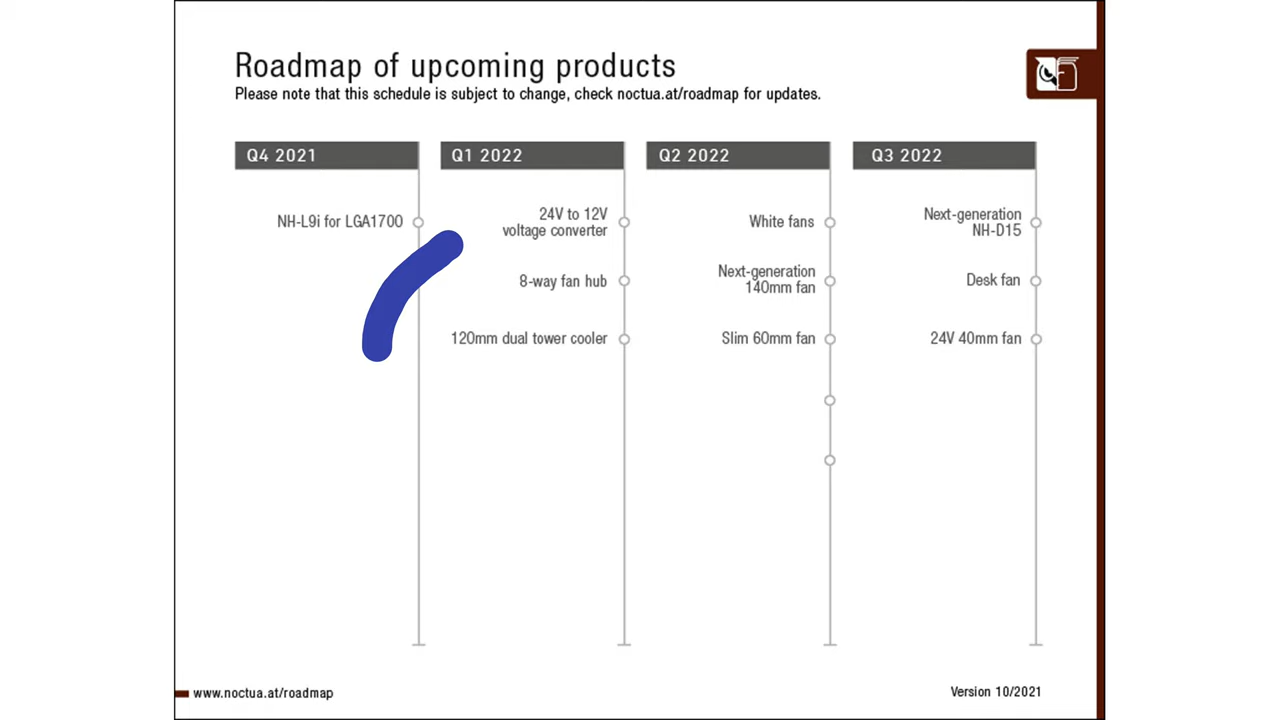 Roadmap of upcoming products
Please note that this schedule is subject to change, check noctua.at/roadmap for updates.
Q4 2021
NH-L9i for LGA1700
Q1 2022
24V to 12V
voltage converter
8-way fan hub
120mm dual tower cooler
Q2 2022
White fans
Next-generation
140mm fan
Slim 60mm fan
Q3 2022
Next-generation
NH-D15
Desk fan
24V 40mm fan
www.noctua.at/roadmap
Version 10/2021